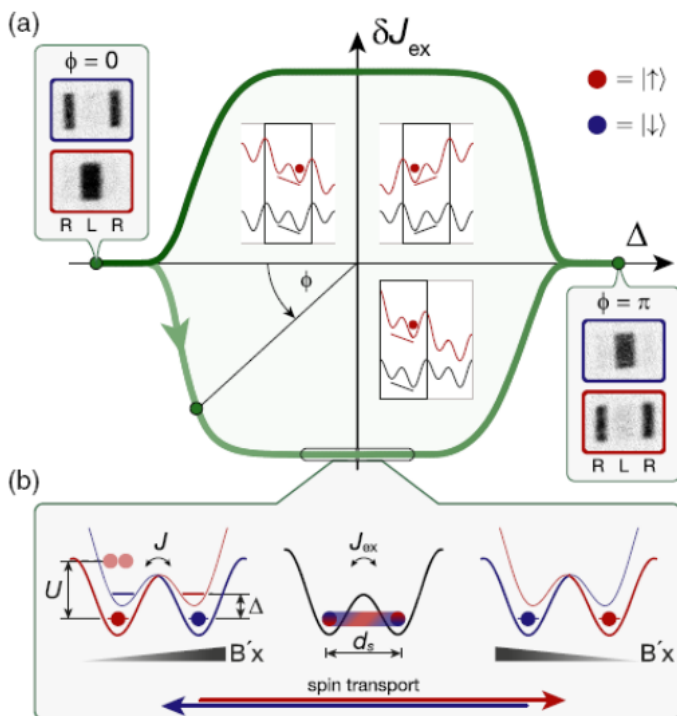 (a)
δJex
ϕ = 0
R L R
= |↑⟩
= |↓⟩
Δ
ϕ
ϕ = π
R L R
(b)
J
U
Δ
B´x
Jex
ds
B´x
spin transport